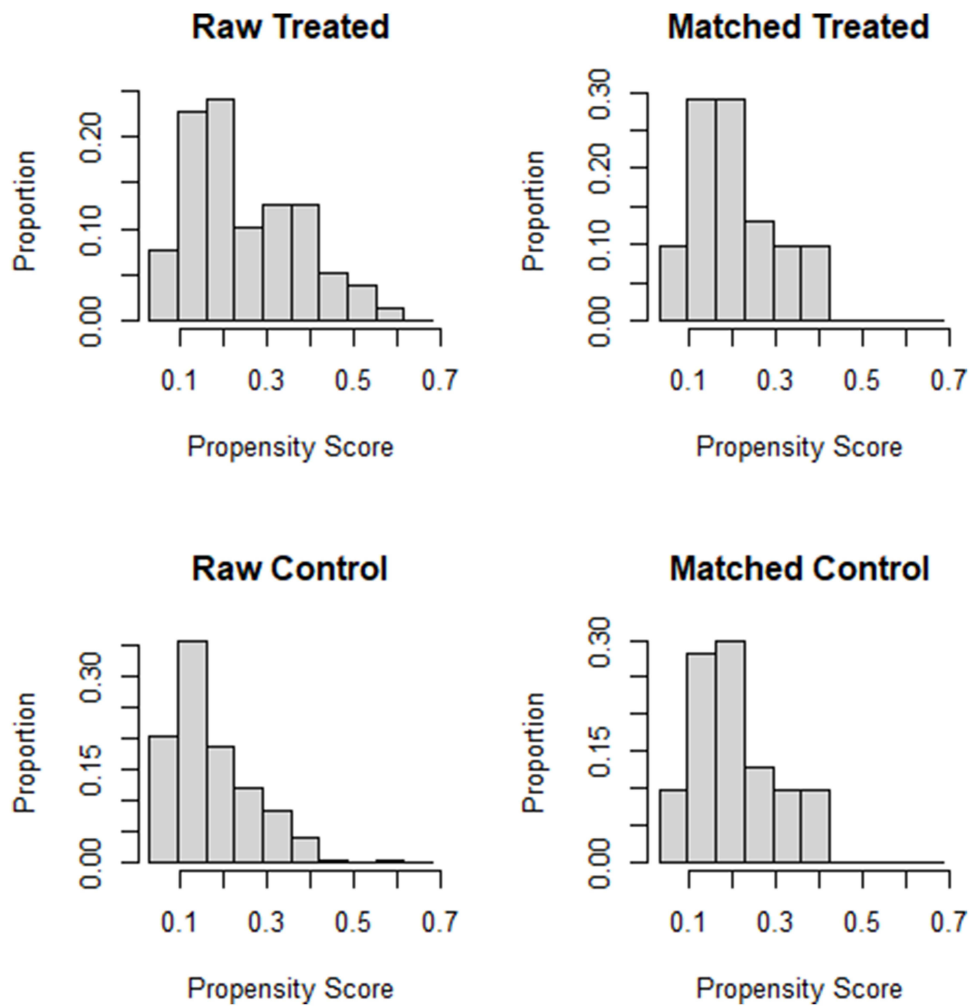 Raw Treated
Proportion
0.00 0.10 0.20
0.1 0.3 0.5 0.7
Propensity Score
Matched Treated
Proportion
0.00 0.10 0.20 0.30
0.1 0.3 0.5 0.7
Propensity Score
Raw Control
Proportion
0.00 0.15 0.30
0.1 0.3 0.5 0.7
Propensity Score
Matched Control
Proportion
0.00 0.15 0.30
0.1 0.3 0.5 0.7
Propensity Score